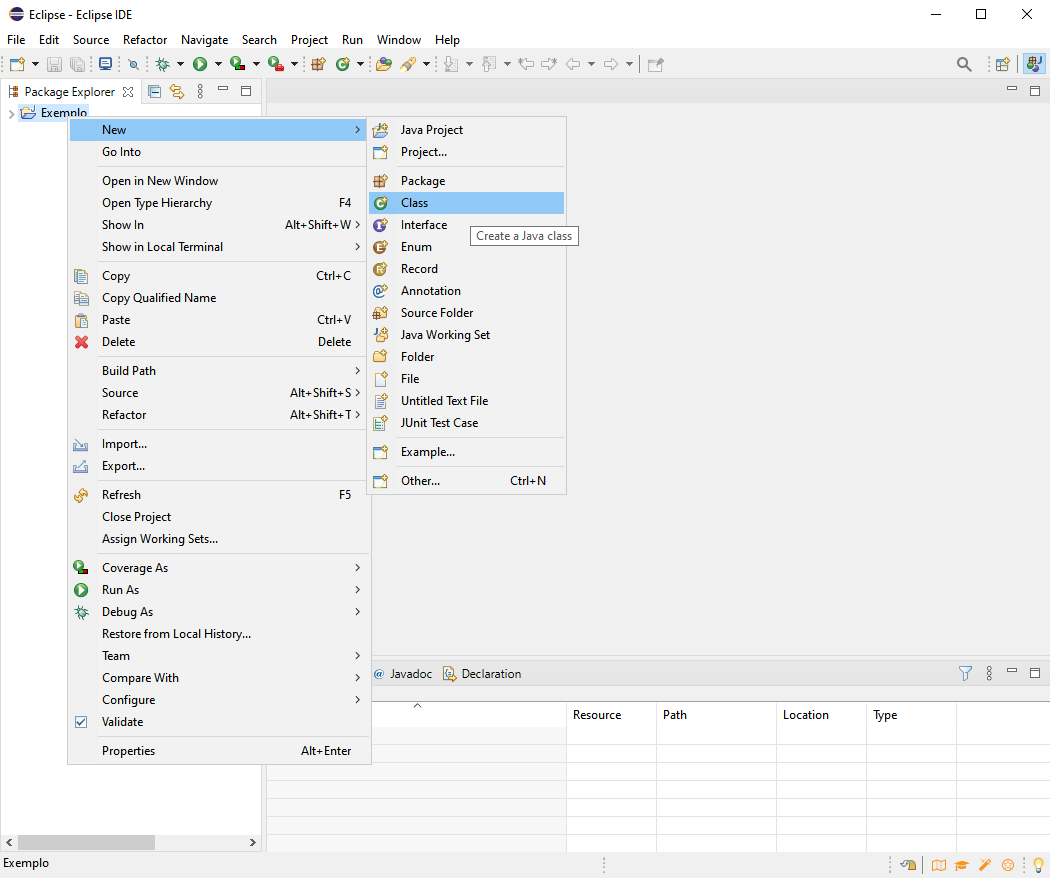 Eclipse - Eclipse IDE
File Edit Source Refactor Navigate Search Project Run Window Help
Package Explorer
Exemplo
New
Go Into
Open in New Window
Open Type Hierarchy F4
Show In Alt+Shift+W
Show in Local Terminal
Copy Ctrl+C
Copy Qualified Name
Paste Ctrl+V
Delete Delete
Build Path
Source Alt+Shift+S
Refactor Alt+Shift+T
Import...
Export...
Refresh F5
Close Project
Assign Working Sets...
Coverage As
Run As
Debug As
Restore from Local History...
Team
Compare With
Configure
Validate
Properties Alt+Enter
Java Project
Project...
Package
Class
Interface
Create a Java class
Enum
Record
Annotation
Source Folder
Java Working Set
Folder
File
Untitled Text File
JUnit Test Case
Example...
Other... Ctrl+N
@ Javadoc Declaration
Resource Path Location Type
Exemplo